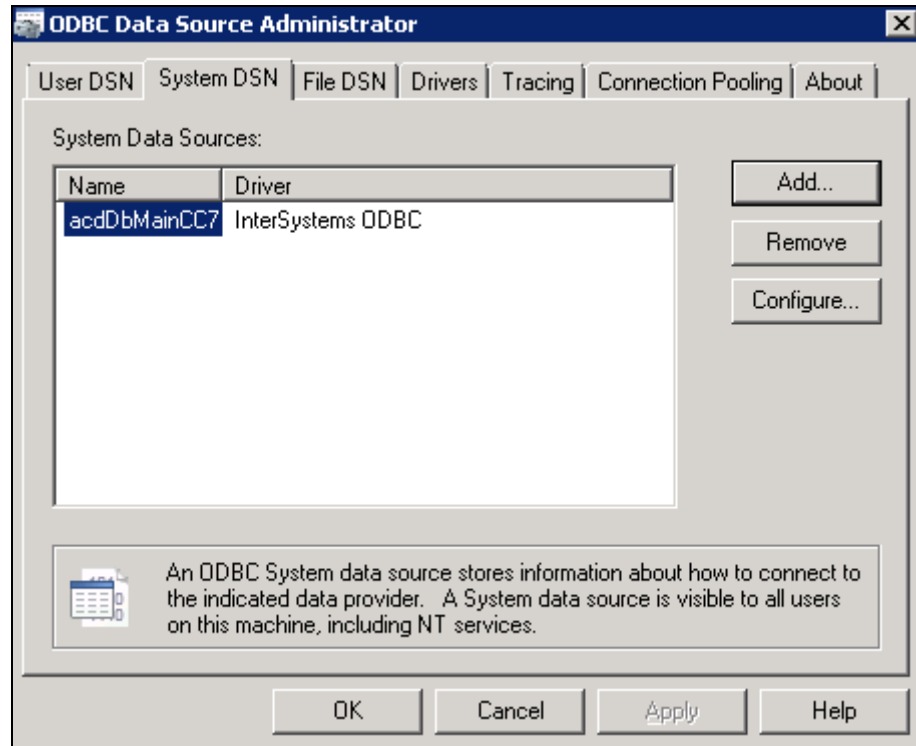 ODBC Data Source Administrator
User DSN System DSN File DSN Drivers Tracing Connection Pooling About
System Data Sources:
Name Driver
acdDbMainCC7 InterSystems ODBC
Add...
Remove
Configure...
An ODBC System data source stores information about how to connect to
the indicated data provider. A System data source is visible to all users
on this machine, including NT services.
OK Cancel Apply Help